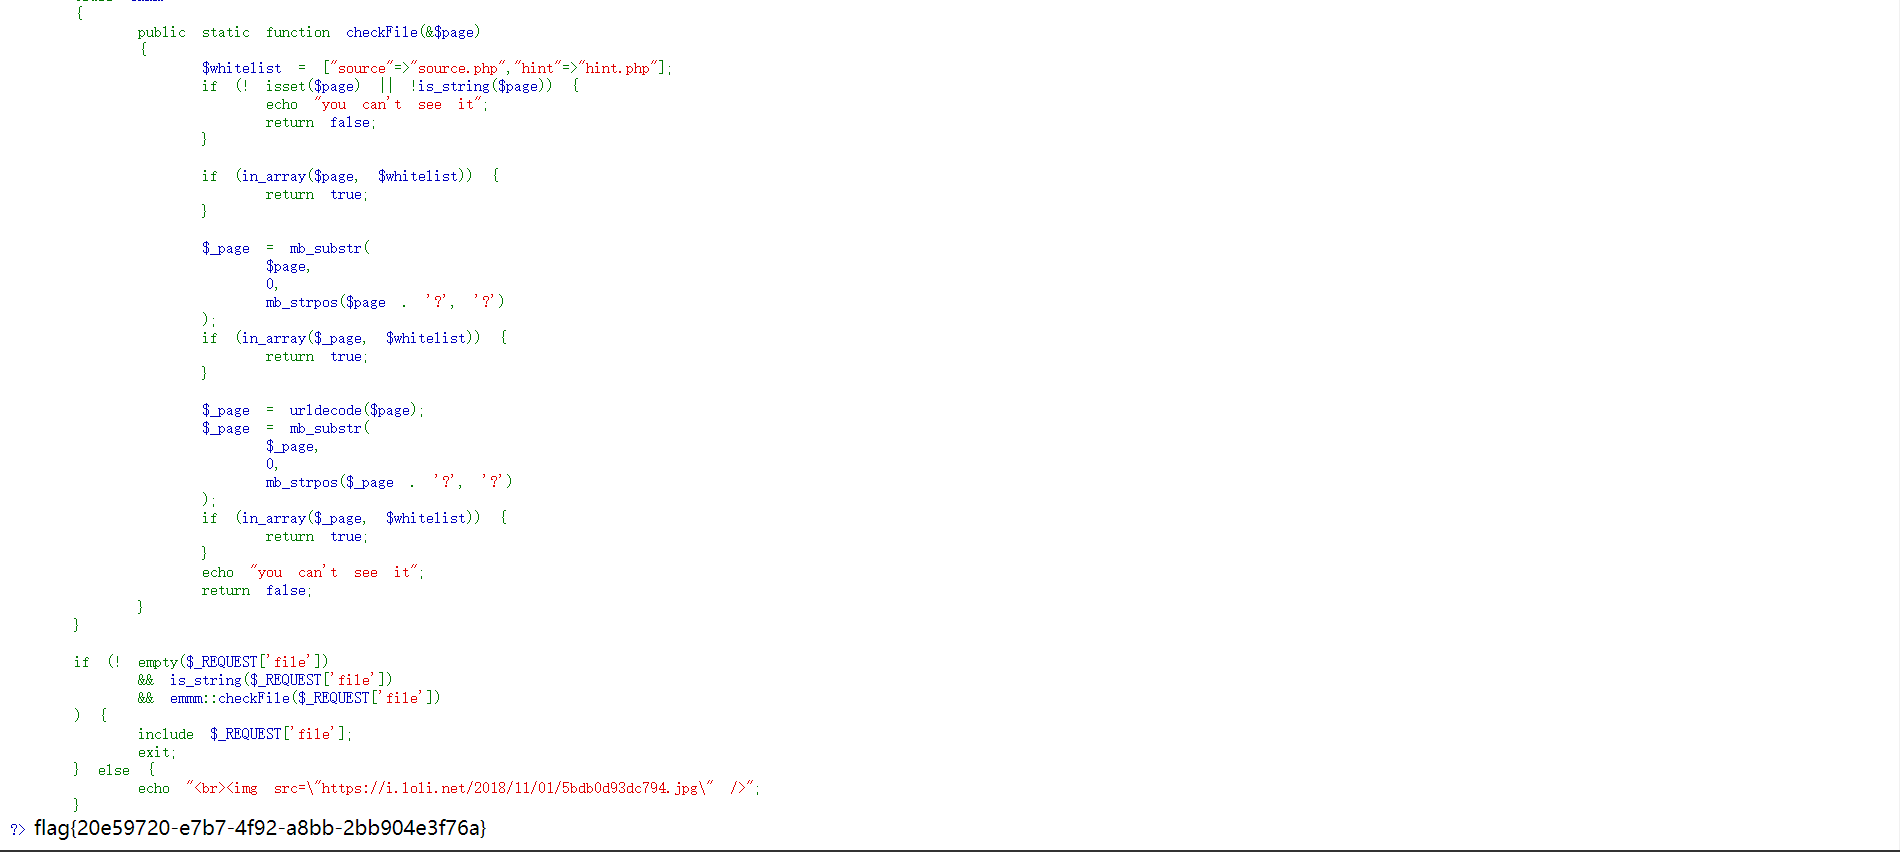 {
public static function checkFile(&$page)
{
$whitelist = ["source"=>"source.php","hint"=>"hint.php"];
if (! isset($page) || !is_string($page)) {
echo "you can't see it";
return false;
}
if (in_array($page, $whitelist)) {
return true;
}
$_page = mb_substr(
$page,
0,
mb_strpos($page . '?', '?')
);
if (in_array($_page, $whitelist)) {
return true;
}
$_page = urldecode($page);
$_page = mb_substr(
$_page,
0,
mb_strpos($_page . '?', '?')
);
if (in_array($_page, $whitelist)) {
return true;
}
echo "you can't see it";
return false;
}
}
if (! empty($_REQUEST['file'])
&& is_string($_REQUEST['file'])
&& emmm::checkFile($_REQUEST['file'])
) {
include $_REQUEST['file'];
exit;
} else {
echo "<br><img src=\"https://i.loli.net/2018/11/01/5bdb0d93dc794.jpg\" />";
}
?> flag{20e59720-e7b7-4f92-a8bb-2bb904e3f76a}